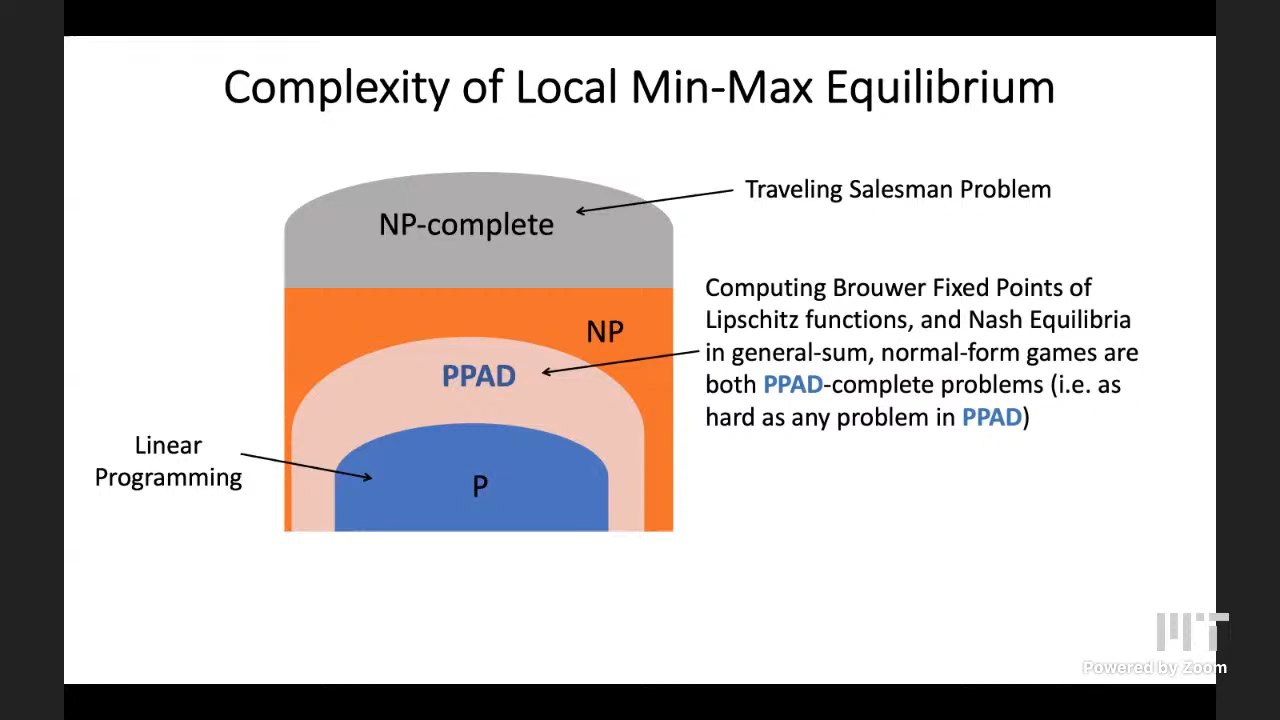 Complexity of Local Min-Max Equilibrium
NP-complete
Traveling Salesman Problem
NP
PPAD
Computing Brouwer Fixed Points of
Lipschitz functions, and Nash Equilibria
in general-sum, normal-form games are
both PPAD-complete problems (i.e. as
hard as any problem in PPAD)
Linear
Programming
P
MIT
Powered by Zoom